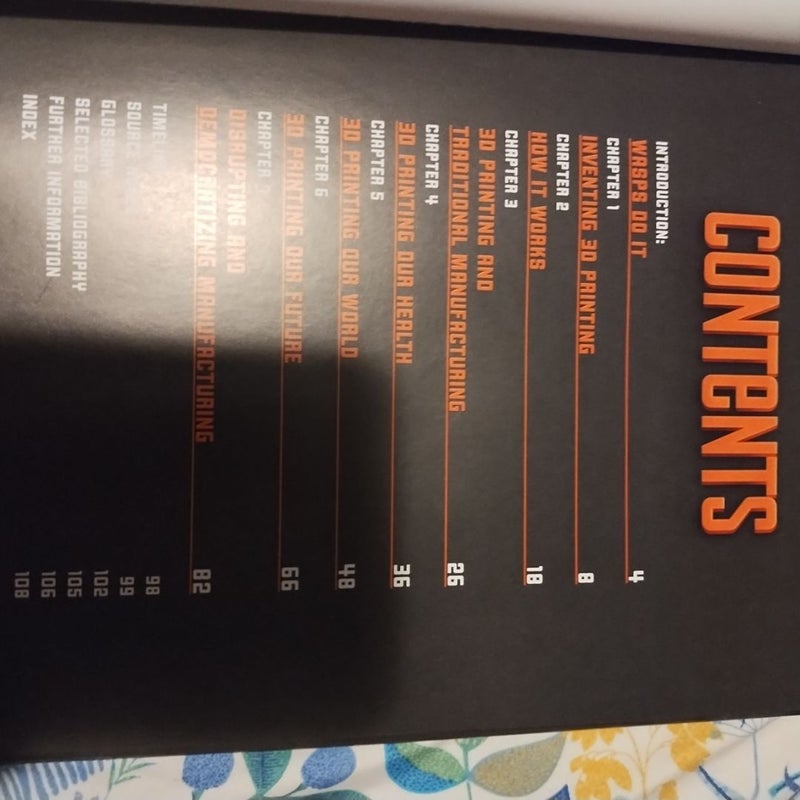 CONTENTS
INTRODUCTION:
WASPS DO IT 4
CHAPTER 1
INVENTING 3D PRINTING 8
CHAPTER 2
HOW IT WORKS 18
CHAPTER 3
3D PRINTING AND
TRADITIONAL MANUFACTURING 26
CHAPTER 4
3D PRINTING OUR HEALTH 36
CHAPTER 5
3D PRINTING OUR WORLD 48
CHAPTER 6
3D PRINTING OUR FUTURE 66
CHAPTER
DISRUPTING AND
DEMOCRATIZING MANUFACTURING 82
98
99
GLOSSARY 102
SELECTED BIBLIOGRAPHY 105
FURTHER INFORMATION 106
INDEX 108